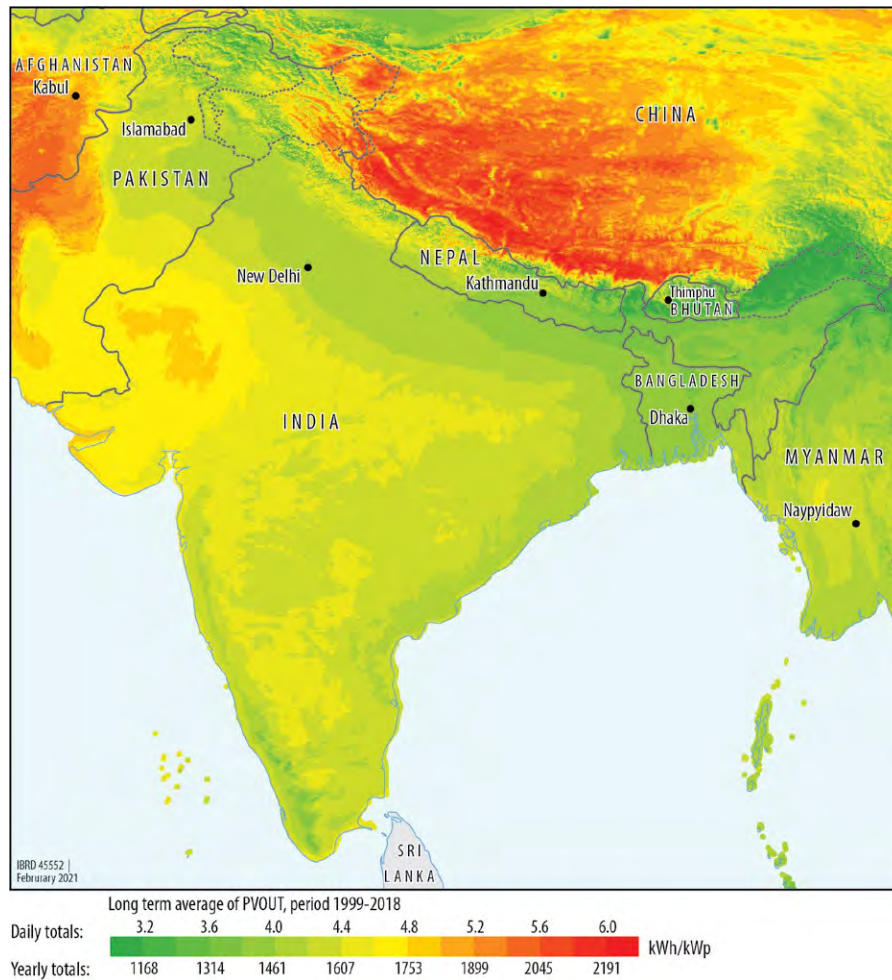 AFGHANISTAN
Kabul
Islamabad
PAKISTAN
CHINA
New Delhi
NEPAL
Kathmandu
Thimphu
BHUTAN
BANGLADESH
Dhaka
INDIA
MYANMAR
Naypyidaw
SRI
LANKA
IBRD 45552 |
Februrary 2021
Long term average of PVOUT, period 1999-2018
Daily totals: 3.2 3.6 4.0 4.4 4.8 5.2 5.6 6.0
kWh/kWp
Yearly totals: 1168 1314 1461 1607 1753 1899 2045 2191